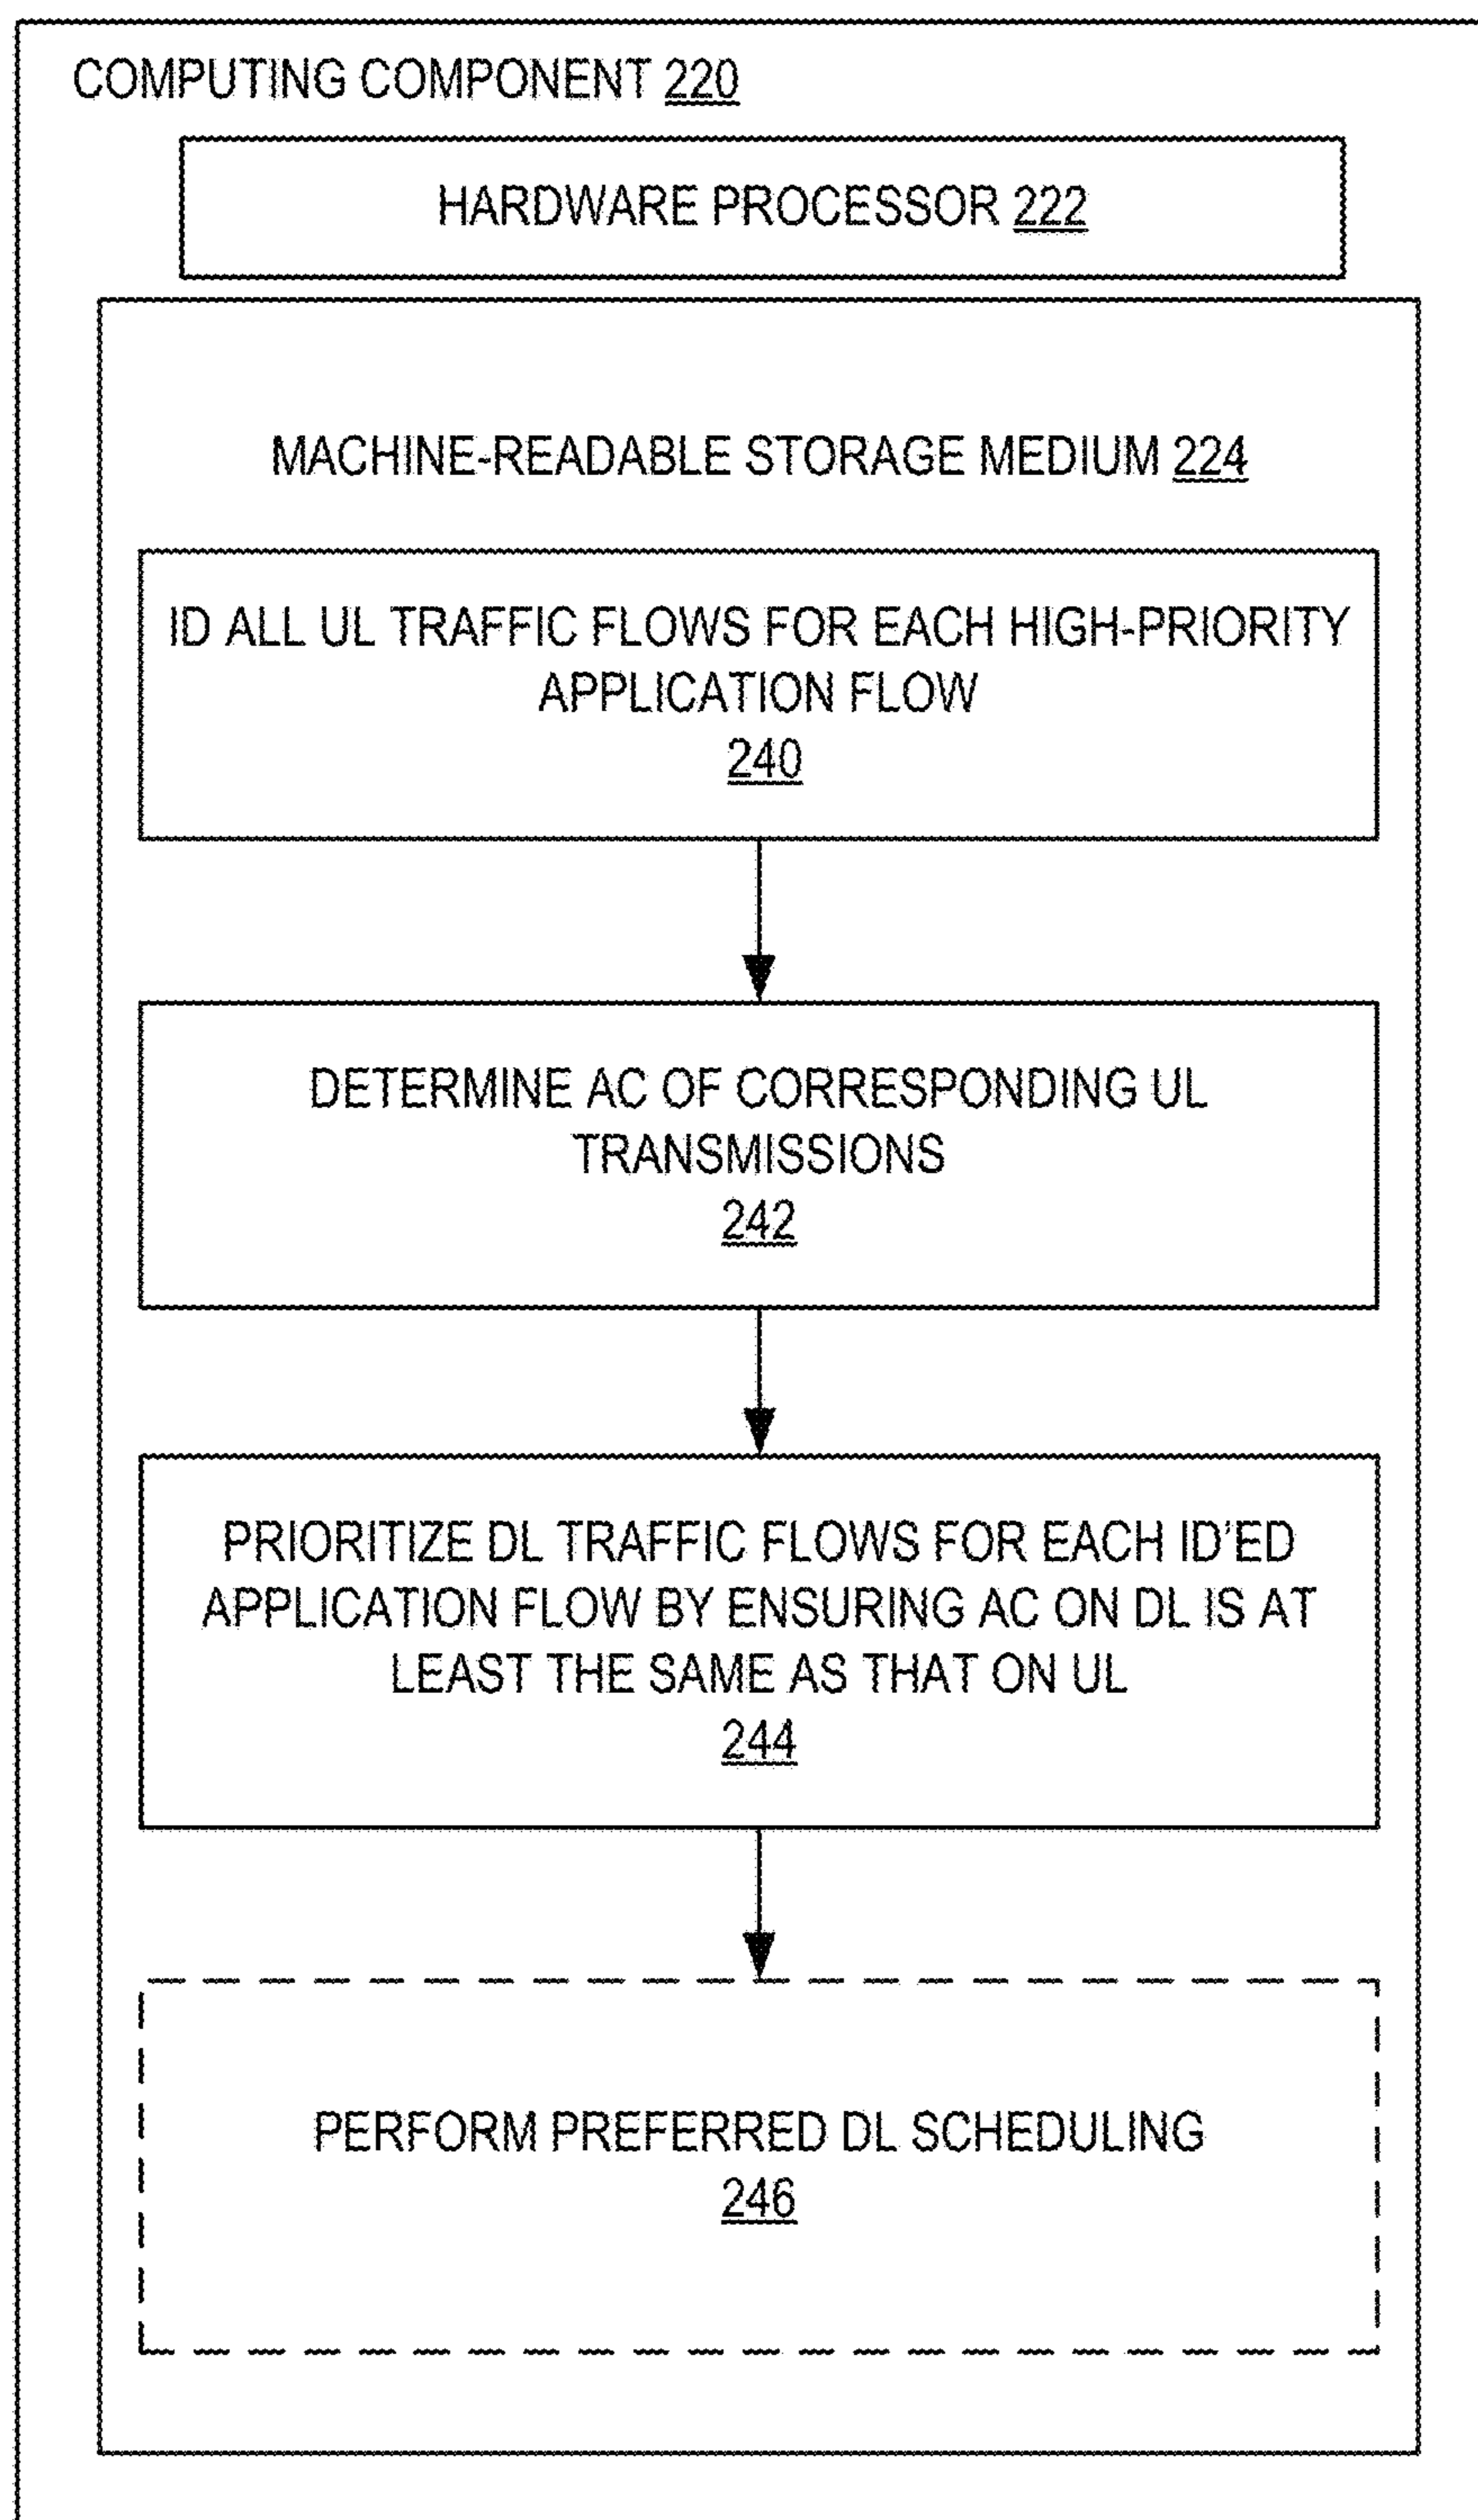 COMPUTING COMPONENT 220
HARDWARE PROCESSOR 222
MACHINE-READABLE STORAGE MEDIUM 224
ID ALL UL TRAFFIC FLOWS FOR EACH HIGH-PRIORITY
APPLICATION FLOW
240
DETERMINE AC OF CORRESPONDING UL
TRANSMISSIONS
242
PRIORITIZE DL TRAFFIC FLOWS FOR EACH ID'ED
APPLICATION FLOW BY ENSURING AC ON DL IS AT
LEAST THE SAME AS THAT ON UL
244
PERFORM PREFERRED DL SCHEDULING
246